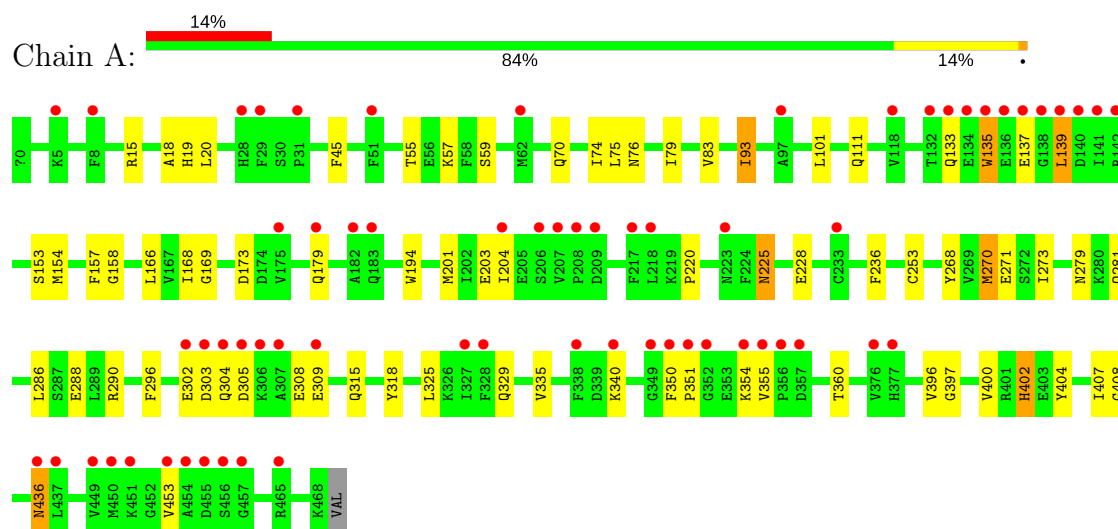 14%
Chain A:
84% 14% •
?0 K5 F8 R15 A18 H19 L20 H28 F29 S30 P31 F45 F51 T55 E56 K57 F58 S59 M62 Q70 I74 L75 N76 I79 V83 I93 A97 L101 Q111 V118 T132 Q133 E134 W135 E136 E137 G138 L139 D140 I141
S153 M154 F157 G158 L166 V167 I168 G169 D173 D174 V175 Q179 A182 Q183 W194 M201 I202 E203 I204 E205 S206 V207 P208 D209 F217 L218 K219 P220 N223 F224 N225 E228 C233 F236 C253 Y268 V269 M270 E271 S272 I273 N279 K280
L286 S287 E288 L289 R290 F296 E302 D303 Q304 D305 K306 A307 E308 E309 Q315 Y318 L325 K326 I327 F328 Q329 V335 F338 D339 K340 G349 F350 P351 G352 E353 K354 V355 P356 D357 T360 V376 H377 V396 G397 V400 R401 H402 E403 Y404 I407
N436 L437 V449 M450 K451 G452 V453 A454 D455 S456 G457 R465 K468 VAL